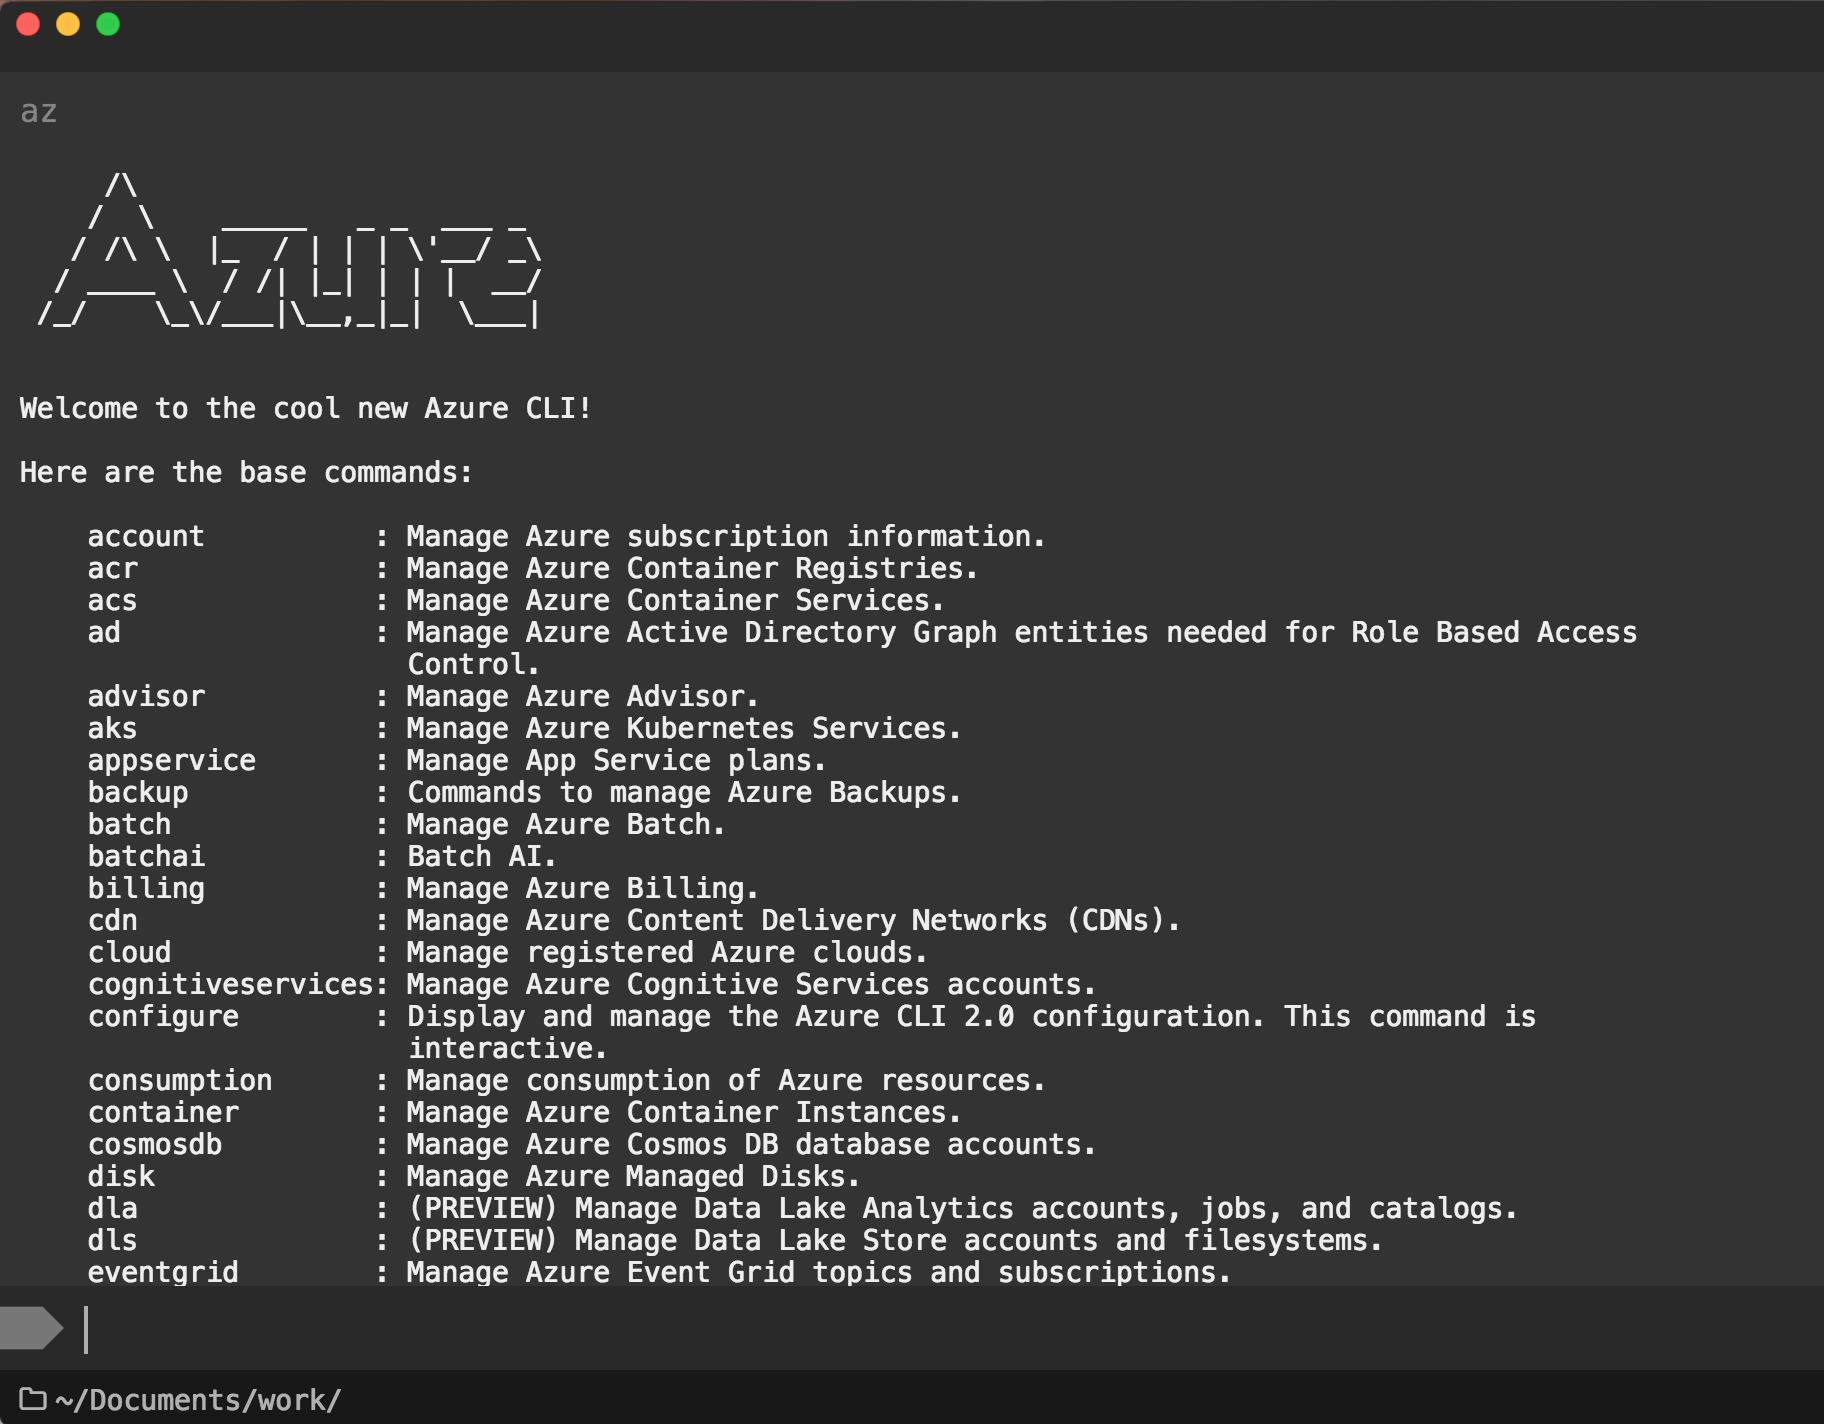 az
      /\
     /  \    _____   _ _  ___ _
    / /\ \  |_  / | | | \'__/ _\
   / ____ \  / /| |_| | | |  __/
  /_/    \_\/___|\__,_|_|  \___|
Welcome to the cool new Azure CLI!
Here are the base commands:
    account          : Manage Azure subscription information.
    acr              : Manage Azure Container Registries.
    acs              : Manage Azure Container Services.
    ad               : Manage Azure Active Directory Graph entities needed for Role Based Access
                       Control.
    advisor          : Manage Azure Advisor.
    aks              : Manage Azure Kubernetes Services.
    appservice       : Manage App Service plans.
    backup           : Commands to manage Azure Backups.
    batch            : Manage Azure Batch.
    batchai          : Batch AI.
    billing          : Manage Azure Billing.
    cdn              : Manage Azure Content Delivery Networks (CDNs).
    cloud            : Manage registered Azure clouds.
    cognitiveservices: Manage Azure Cognitive Services accounts.
    configure        : Display and manage the Azure CLI 2.0 configuration. This command is
                       interactive.
    consumption      : Manage consumption of Azure resources.
    container        : Manage Azure Container Instances.
    cosmosdb         : Manage Azure Cosmos DB database accounts.
    disk             : Manage Azure Managed Disks.
    dla              : (PREVIEW) Manage Data Lake Analytics accounts, jobs, and catalogs.
    dls              : (PREVIEW) Manage Data Lake Store accounts and filesystems.
    eventgrid        : Manage Azure Event Grid topics and subscriptions.
~/Documents/work/